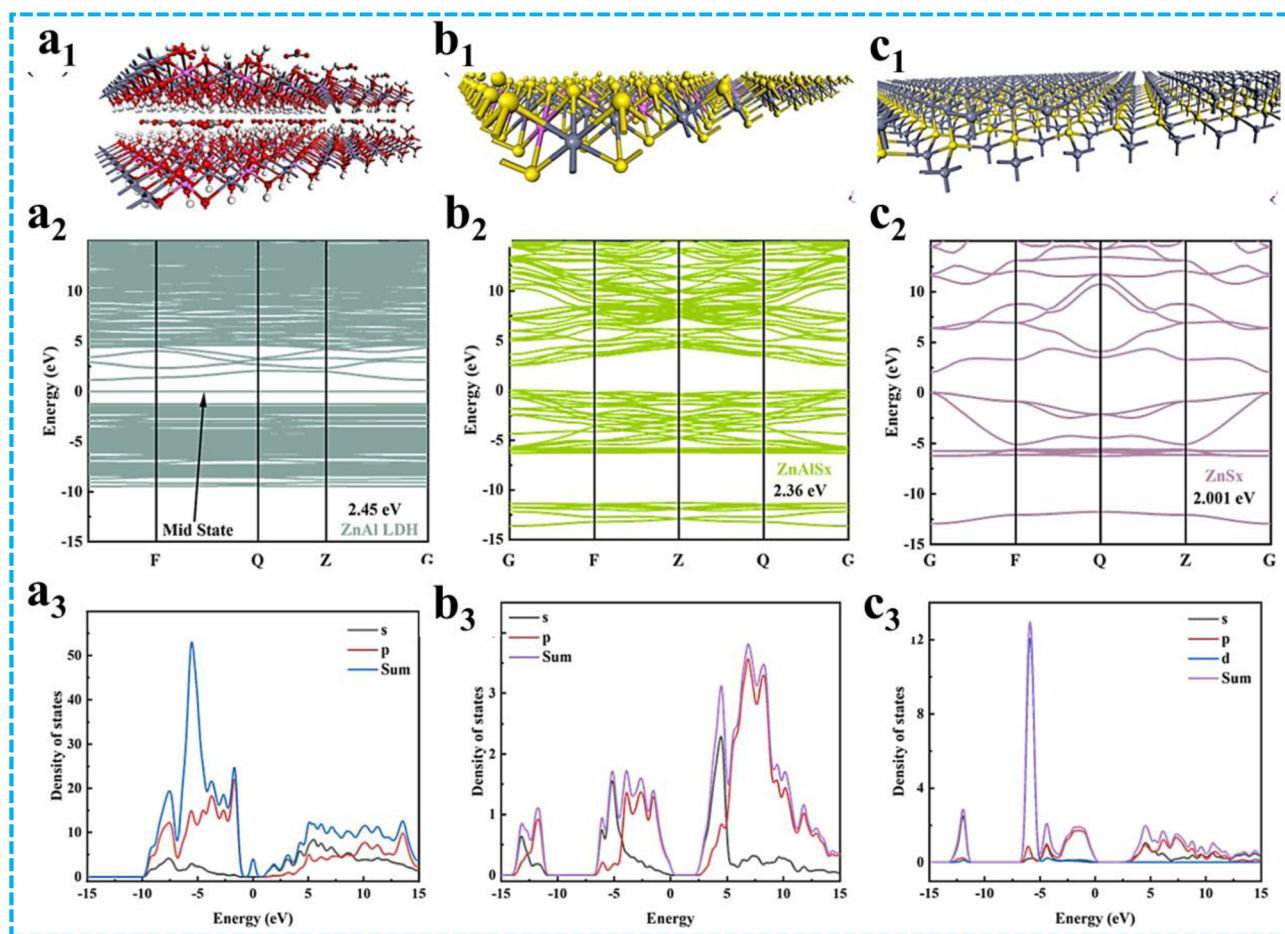 a1
b1
c1
a2
b2
c2
Energy (eV)
10
5
0
-5
-10
-15
2.45 eV
Mid State
ZnAl LDH
F
Q
Z
G
Energy (eV)
10
5
0
-5
-10
-15
ZnAlSx
2.36 eV
G
F
Z
Q
G
Energy (eV)
10
5
0
-5
-10
-15
ZnSx
2.001 eV
G
F
Q
Z
G
a3
b3
c3
Density of states
50
40
30
20
10
0
s
p
Sum
-15
-10
-5
0
5
10
15
Energy (eV)
Density of states
3
2
1
0
s
p
Sum
-15
-10
-5
0
5
10
15
Energy
Density of states
12
8
4
0
s
p
d
Sum
-15
-10
-5
0
5
10
15
Energy (eV)